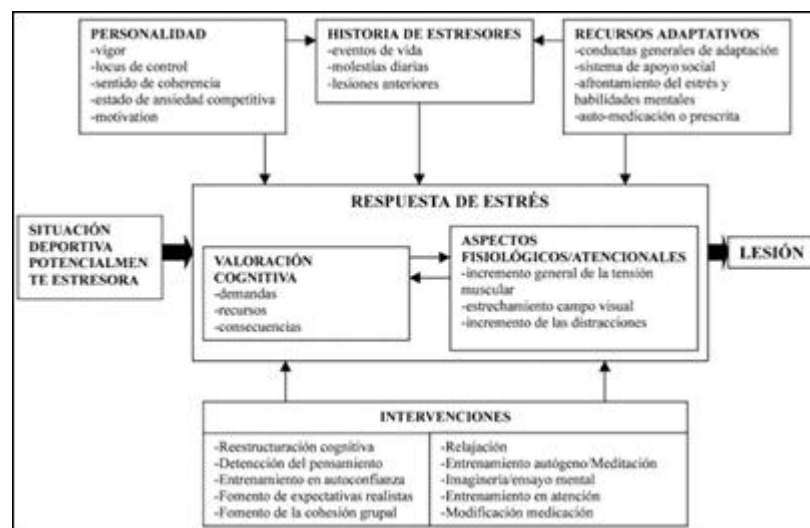 PERSONALIDAD
-vigor
-locus de control
-sentido de coherencia
-estado de ansiedad competitiva
-motivation
HISTORIA DE ESTRESORES
-eventos de vida
-molestias diarias
-lesiones anteriores
RECURSOS ADAPTATIVOS
-conductas generales de adaptación
-sistema de apoyo social
-afrontamiento del estrés y
habilidades mentales
-auto-medicación o prescrita
SITUACIÓN
DEPORTIVA
POTENCIALMEN
TE ESTRESORA
RESPUESTA DE ESTRÉS
VALORACIÓN
COGNITIVA
-demandas
-recursos
-consecuencias
ASPECTOS
FISIOLÓGICOS/ATENCIONALES
-incremento general de la tensión
muscular
-estrechamiento campo visual
-incremento de las distracciones
LESIÓN
INTERVENCIONES
-Reestructuración cognitiva
-Detencción del pensamiento
-Entrenamiento en autoconfianza
-Fomento de expectativas realistas
-Fomento de la cohesión grupal
-Relajación
-Entrenamiento autógeno/Meditación
-Imaginería/ensayo mental
-Entrenamiento en atención
-Modificación medicación